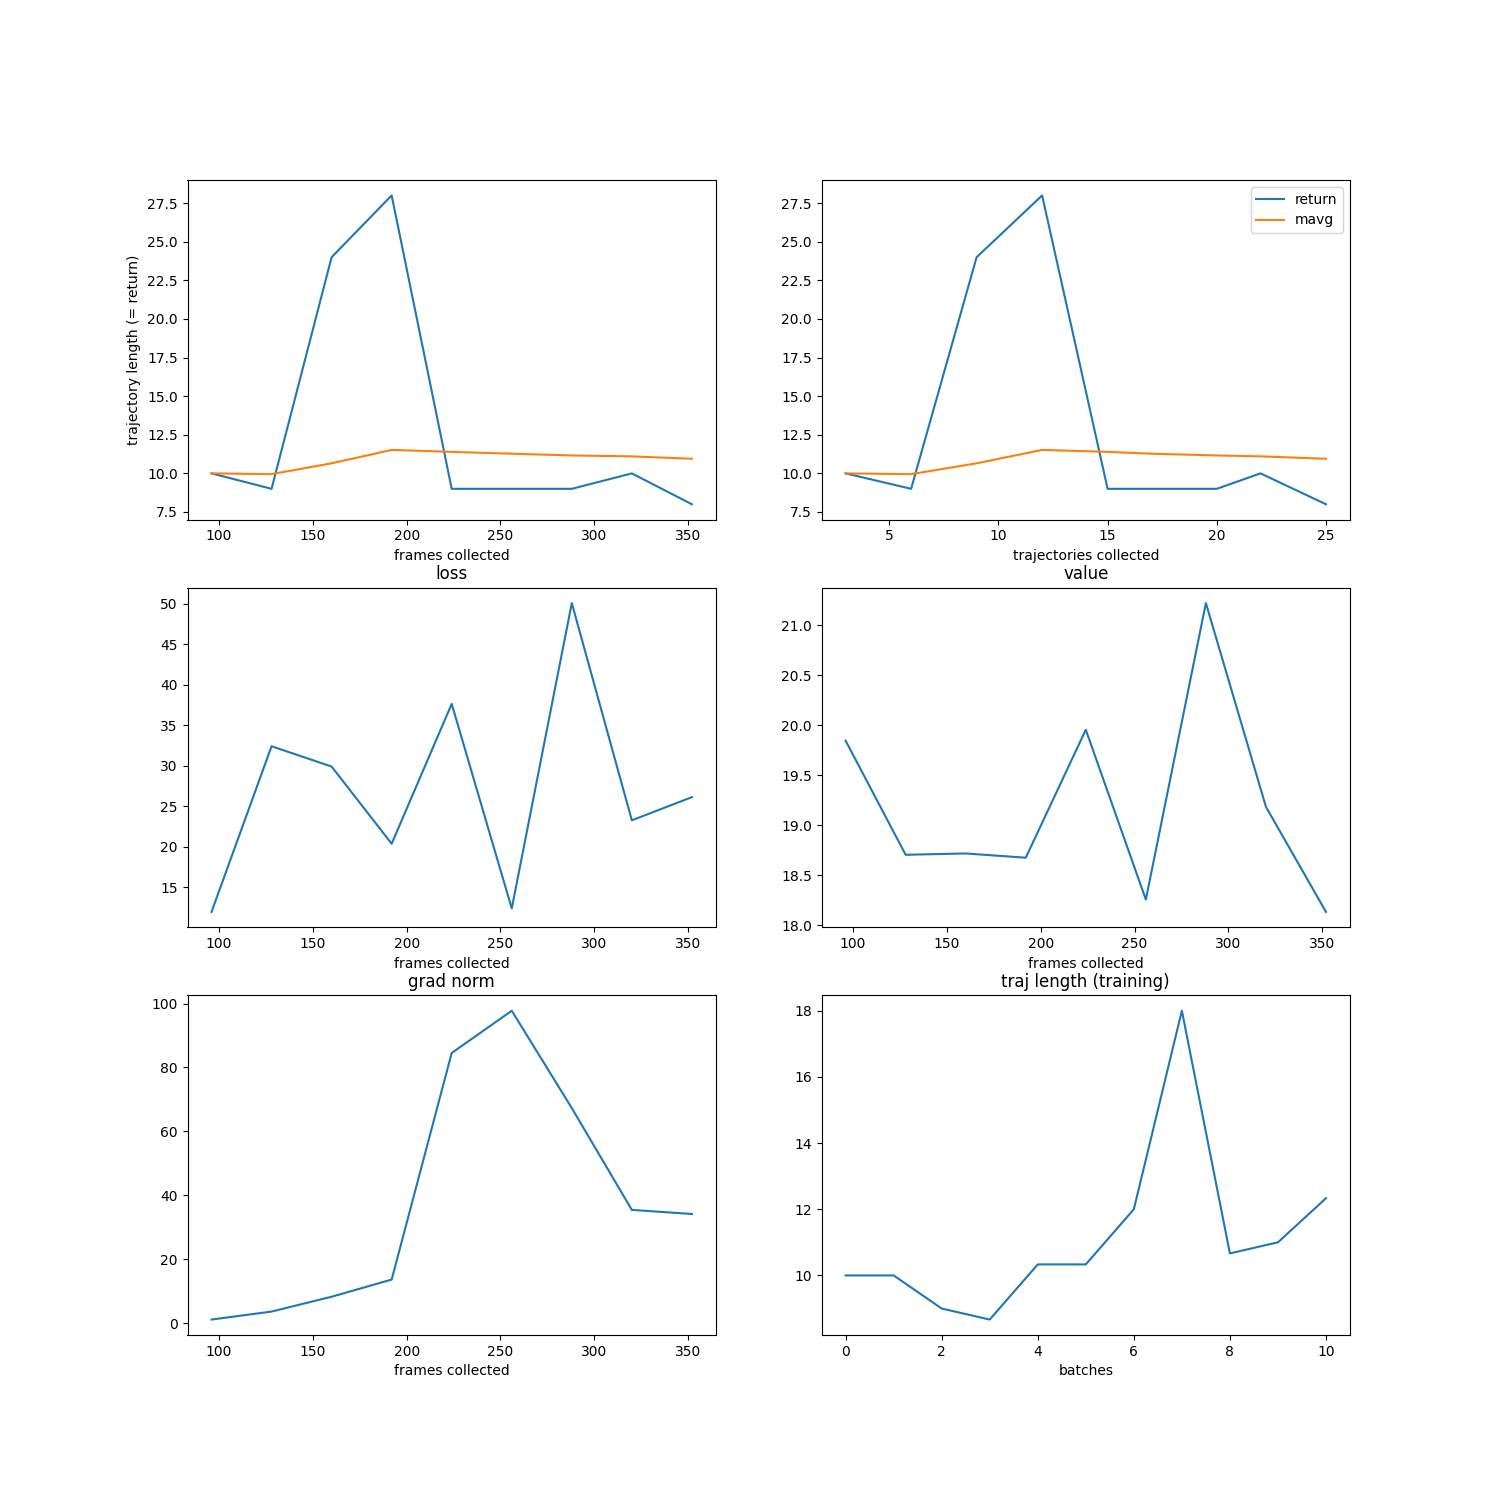 27.5
25.0
22.5
20.0
17.5
15.0
12.5
10.0
7.5
trajectory length (= return)
100 150 200 250 300 350
frames collected
return
mavg
27.5
25.0
22.5
20.0
17.5
15.0
12.5
10.0
7.5
5 10 15 20 25
trajectories collected
loss
50
45
40
35
30
25
20
15
100 150 200 250 300 350
frames collected
value
21.0
20.5
20.0
19.5
19.0
18.5
18.0
100 150 200 250 300 350
frames collected
grad norm
100
80
60
40
20
0
100 150 200 250 300 350
frames collected
traj length (training)
18
16
14
12
10
0 2 4 6 8 10
batches